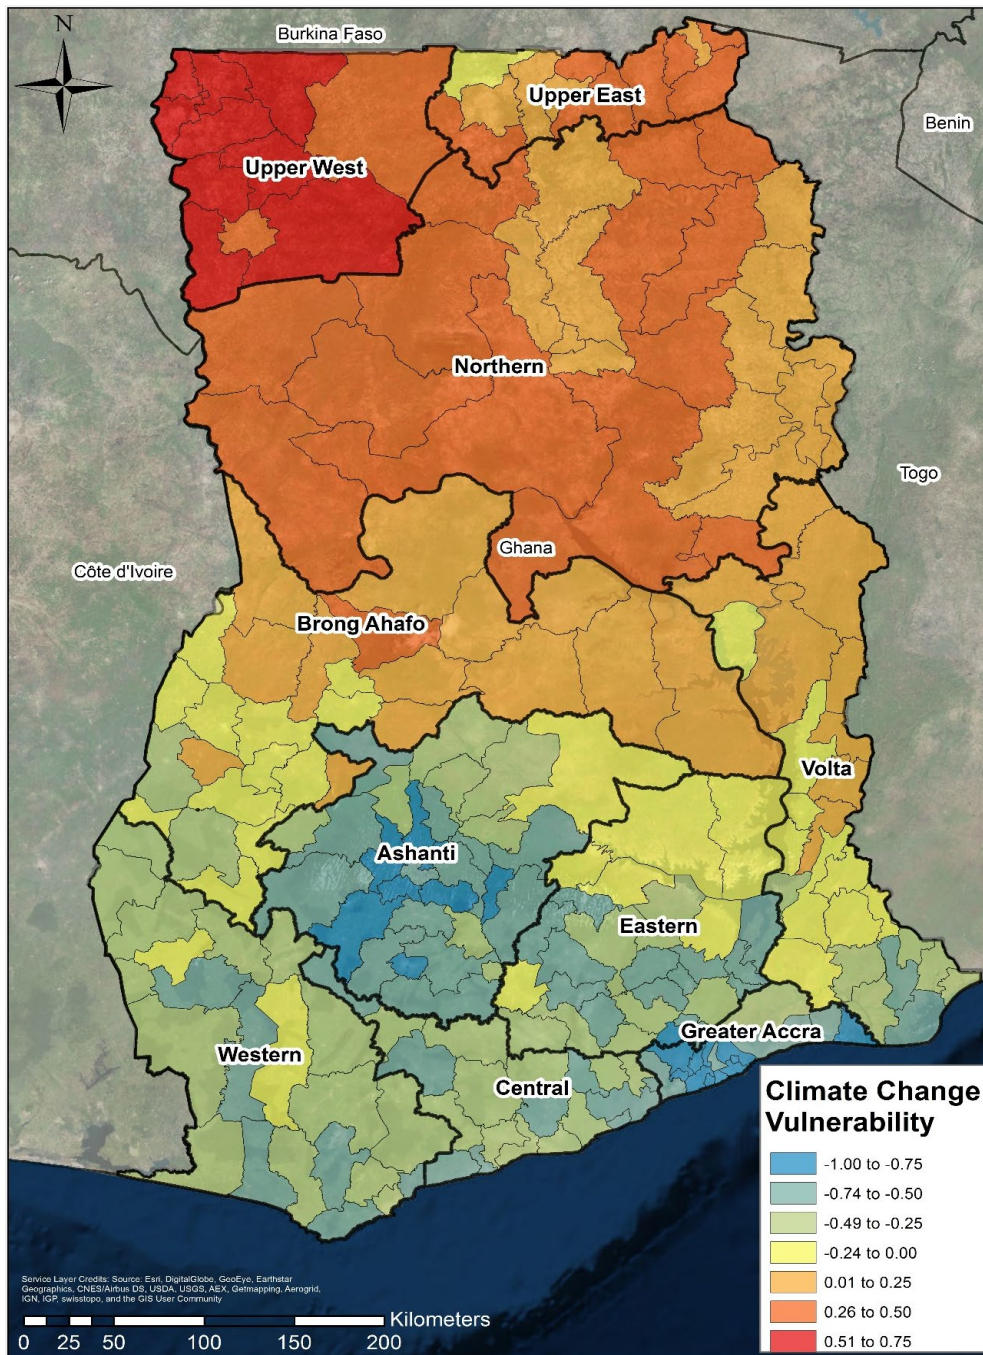 N
Burkina Faso
Upper East
Benin
Upper West
Northern
Togo
Ghana
Côte d'Ivoire
Brong Ahafo
Volta
Ashanti
Eastern
Greater Accra
Western
Central
Climate Change
Vulnerability
-1.00 to -0.75
-0.74 to -0.50
-0.49 to -0.25
-0.24 to 0.00
0.01 to 0.25
0.26 to 0.50
0.51 to 0.75
Service Layer Credits: Source: Esri, DigitalGlobe, GeoEye, Earthstar
Geographics, CNES/Airbus DS, USDA, USGS, AEX, Getmapping, Aerogrid,
IGN, IGP, swisstopo, and the GIS User Community
Kilometers
0 25 50 100 150 200